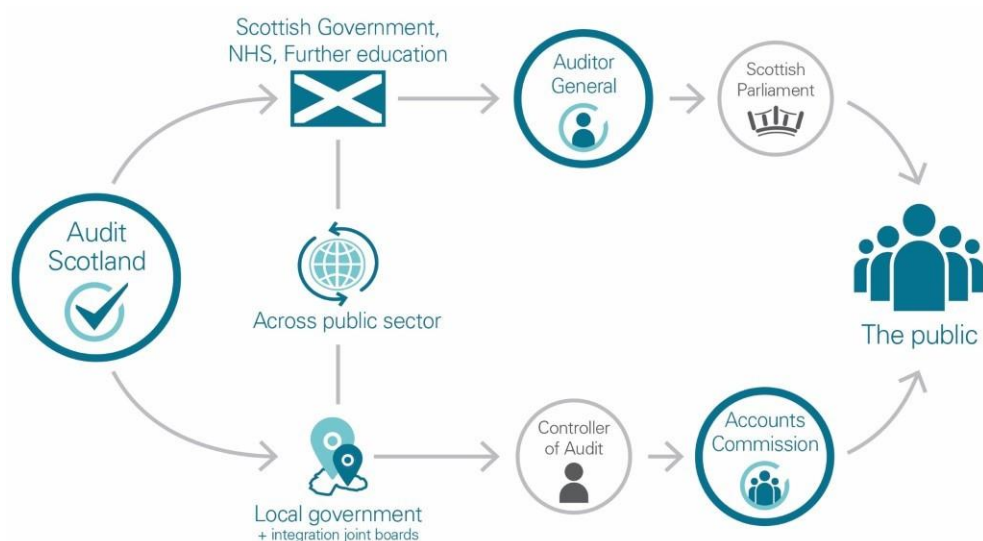 Scottish Government,
NHS, Further education
Auditor
General
Scottish
Parliament
Audit
Scotland
Across public sector
The public
Local government
+ integration joint boards
Controller
of Audit
Accounts
Commission